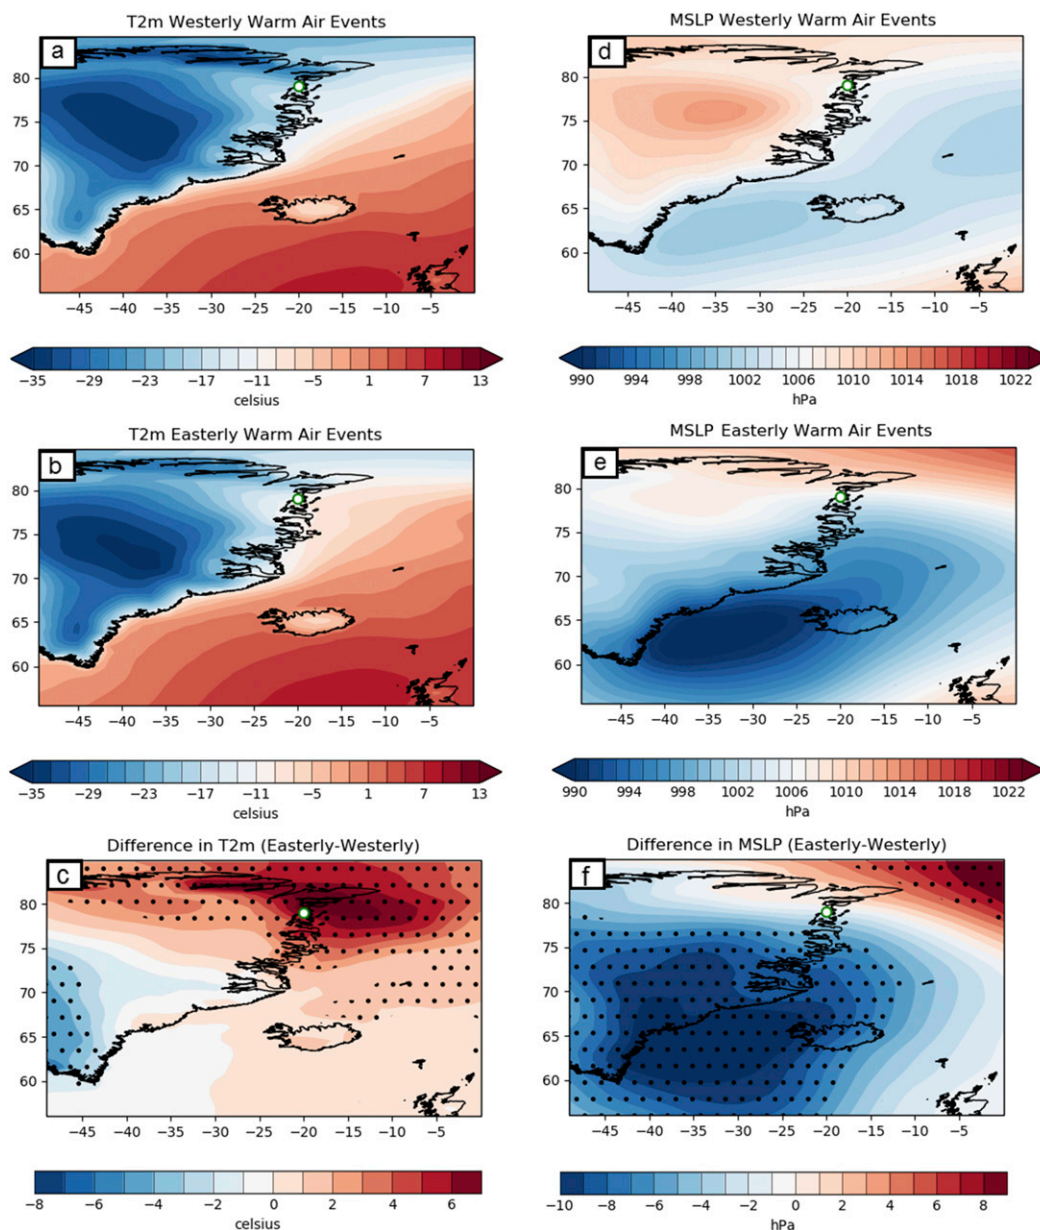 T2m Westerly Warm Air Events
a
80
75
70
65
60
−45 −40 −35 −30 −25 −20 −15 −10 −5
−35 −29 −23 −17 −11 −5 1 7 13
celsius
MSLP Westerly Warm Air Events
d
80
75
70
65
60
−45 −40 −35 −30 −25 −20 −15 −10 −5
990 994 998 1002 1006 1010 1014 1018 1022
hPa
T2m Easterly Warm Air Events
b
80
75
70
65
60
−45 −40 −35 −30 −25 −20 −15 −10 −5
−35 −29 −23 −17 −11 −5 1 7 13
celsius
MSLP Easterly Warm Air Events
e
80
75
70
65
60
−45 −40 −35 −30 −25 −20 −15 −10 −5
990 994 998 1002 1006 1010 1014 1018 1022
hPa
Difference in T2m (Easterly-Westerly)
c
80
75
70
65
60
−45 −40 −35 −30 −25 −20 −15 −10 −5
−8 −6 −4 −2 0 2 4 6
celsius
Difference in MSLP (Easterly-Westerly)
f
80
75
70
65
60
−45 −40 −35 −30 −25 −20 −15 −10 −5
−10 −8 −6 −4 −2 0 2 4 6 8
hPa